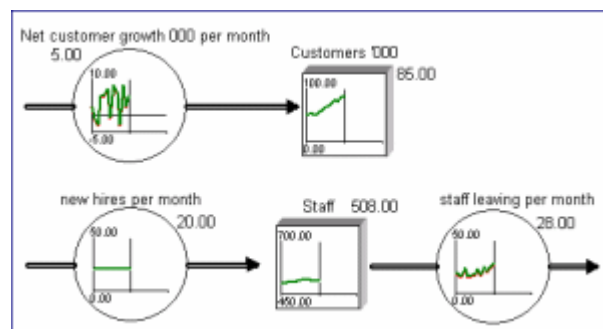 Net customer growth 000 per month
5.00
10.00
-5.00
Customers '000
85.00
100.00
0.00
new hires per month
20.00
50.00
0.00
Staff 508.00
700.00
450.00
staff leaving per month
28.00
50.00
0.00